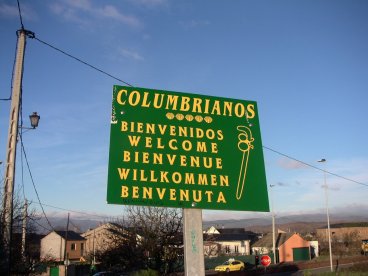 COLUMBRIANOS
BIENVENIDOS
WELCOME
BIENVENUE
WILLKOMMEN
BENVENUTA